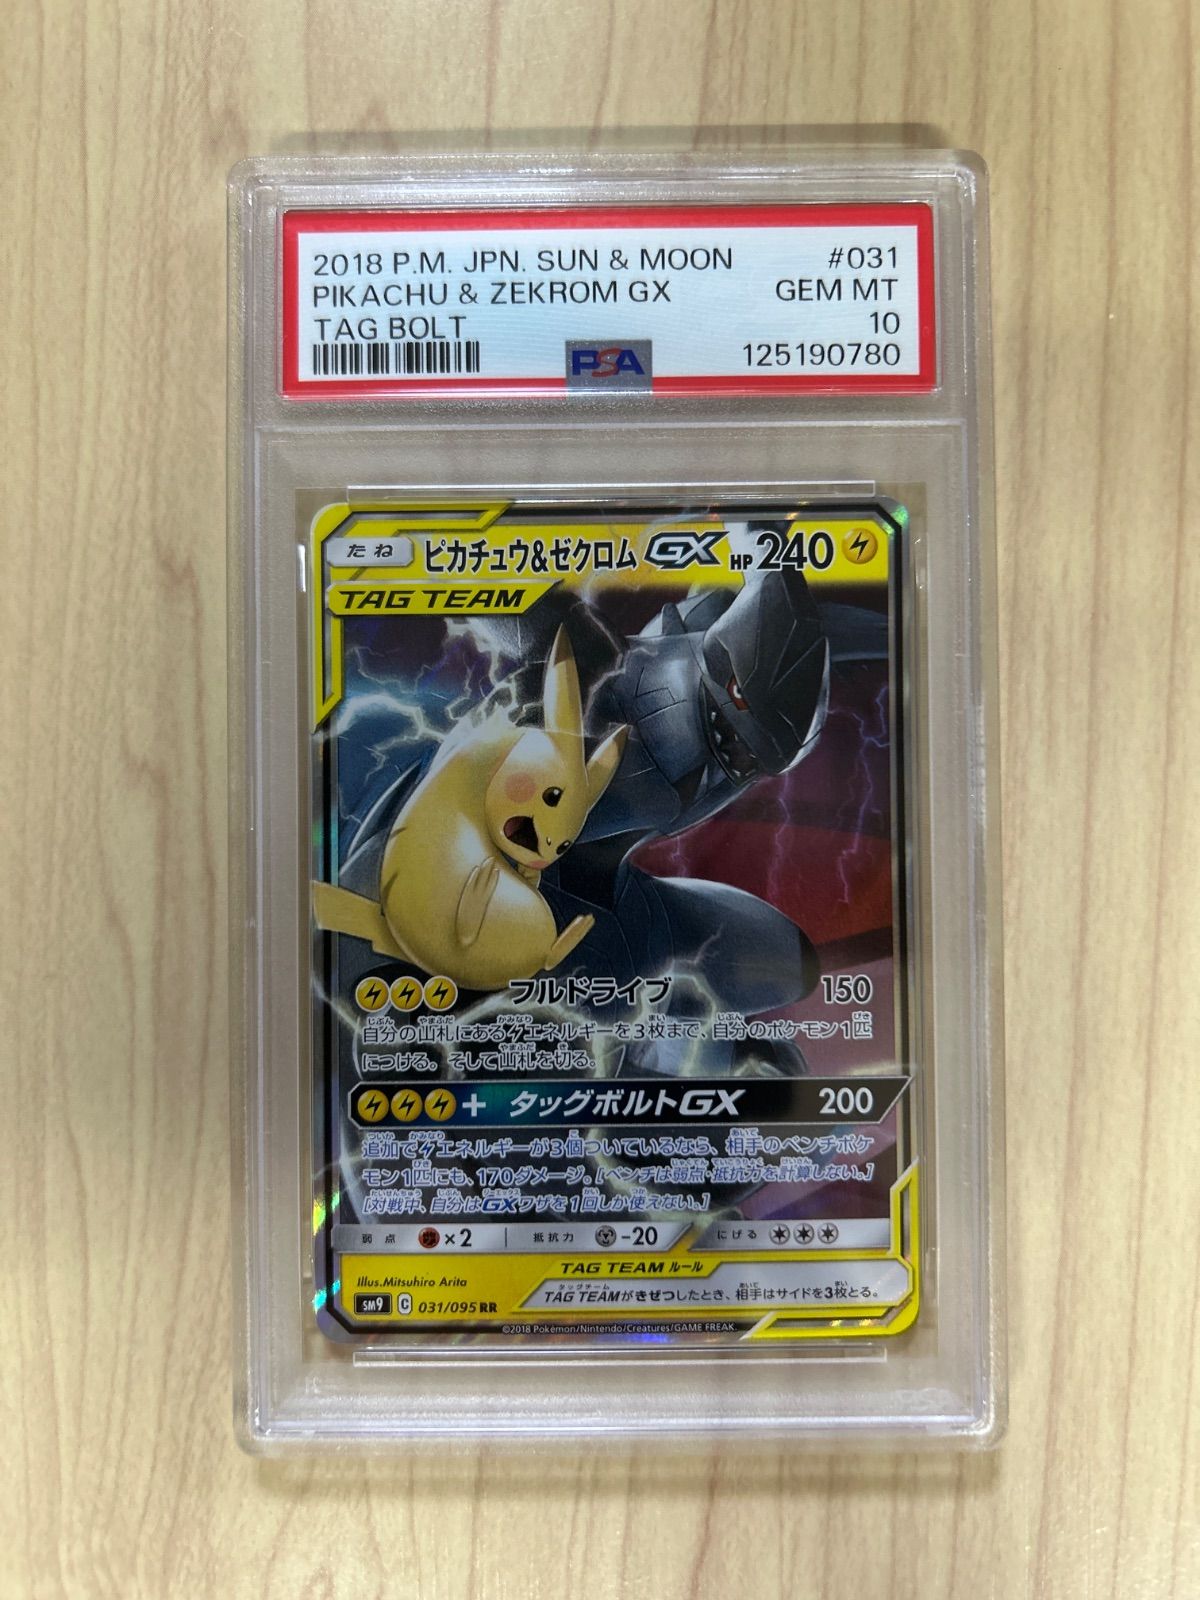 2018 P.M. JPN. SUN & MOON #031
PIKACHU & ZEKROM GX GEM MT
TAG BOLT 10
PSA 125190780
たね ピカチュウ&ゼクロムGX HP240
TAG TEAM
フルドライブ 150
自分の山札にあるエネルギーを3枚まで、自分のポケモン1匹
につける。そして山札を切る。
+ タッグボルトGX 200
追加でエネルギーが3個ついているなら、相手のベンチポケ
モン1匹にも、170ダメージ。[ベンチは弱点・抵抗力を計算しない。]
[対戦中、自分はGXワザを1回しか使えない。]
弱点 ×2 抵抗力 -20 にげる
TAG TEAM ルール
Illus.Mitsuhiro Arita
TAG TEAMがきぜつしたとき、相手はサイドを3枚とる。
SM9 C 031/095 RR
©2018 Pokémon/Nintendo/Creatures/GAME FREAK.